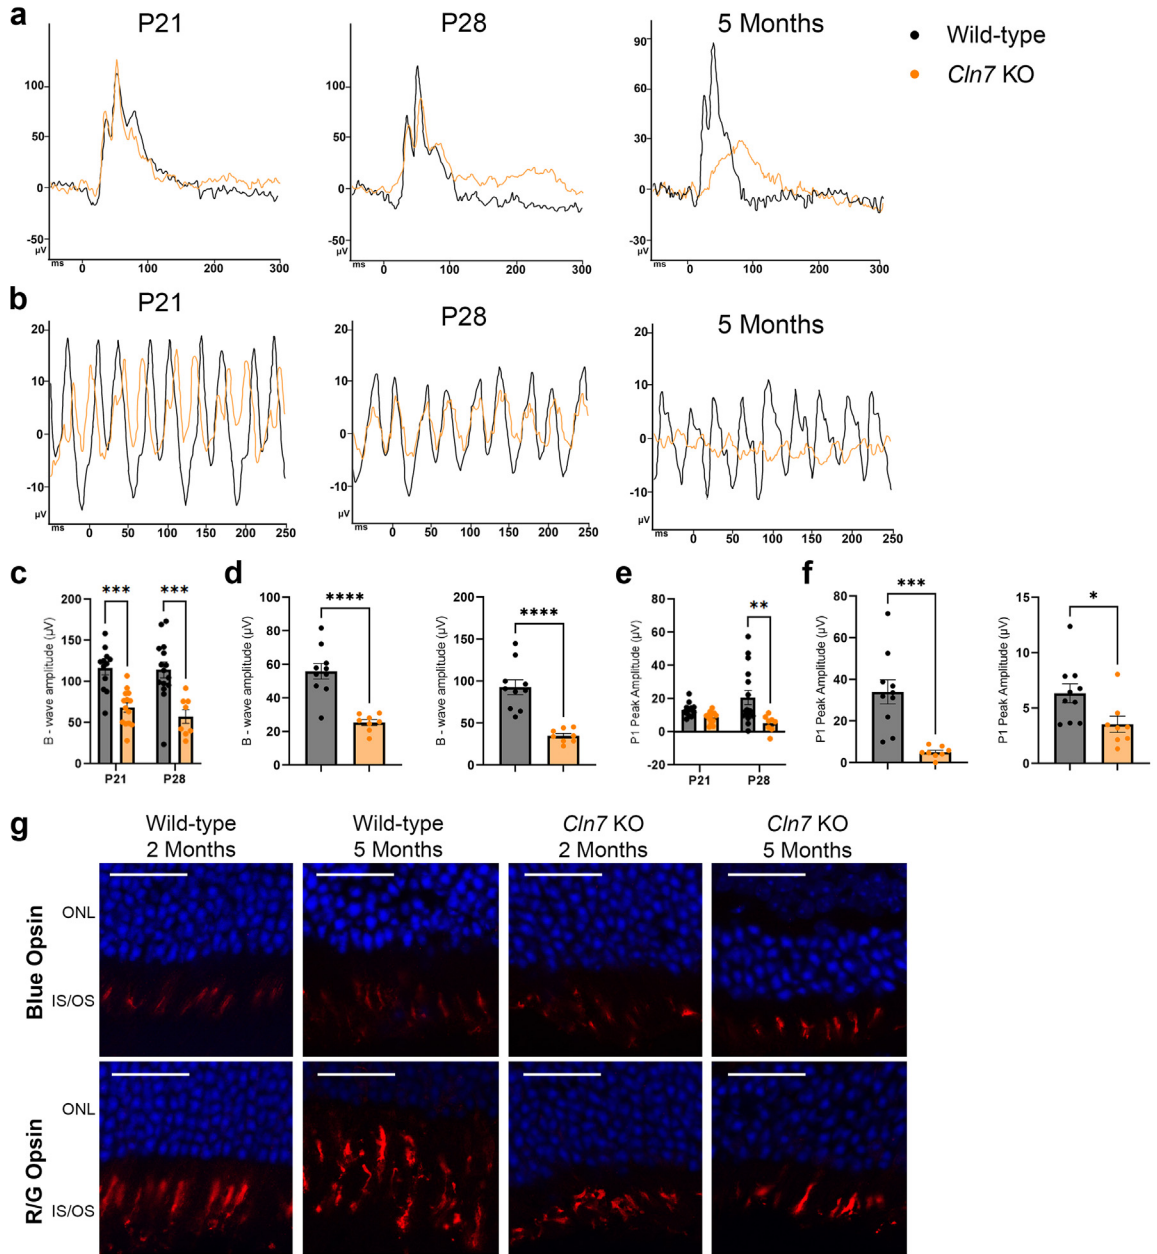 a
P21
P28
5 Months
Wild-type
Cln7 KO
100
50
0
-50
µV
ms
0
100
200
300
100
50
0
-50
µV
ms
0
100
200
300
90
60
30
0
-30
µV
ms
0
100
200
300
b
P21
P28
5 Months
20
10
0
-10
µV
ms
0
50
100
150
200
250
20
10
0
-10
µV
ms
0
50
100
150
200
250
20
10
0
-10
µV
ms
0
50
100
150
200
250
c
B - wave amplitude (µV)
200
150
100
50
0
***
***
P21
P28
d
B - wave amplitude (µV)
100
80
60
40
20
0
****
B - wave amplitude (µV)
200
150
100
50
0
****
e
P1 Peak Amplitude (µV)
80
60
40
20
0
-20
**
P21
P28
f
P1 Peak Amplitude (µV)
80
60
40
20
0
***
P1 Peak Amplitude (µV)
15
10
5
0
*
g
Wild-type
2 Months
Wild-type
5 Months
Cln7 KO
2 Months
Cln7 KO
5 Months
Blue Opsin
ONL
IS/OS
R/G Opsin
ONL
IS/OS